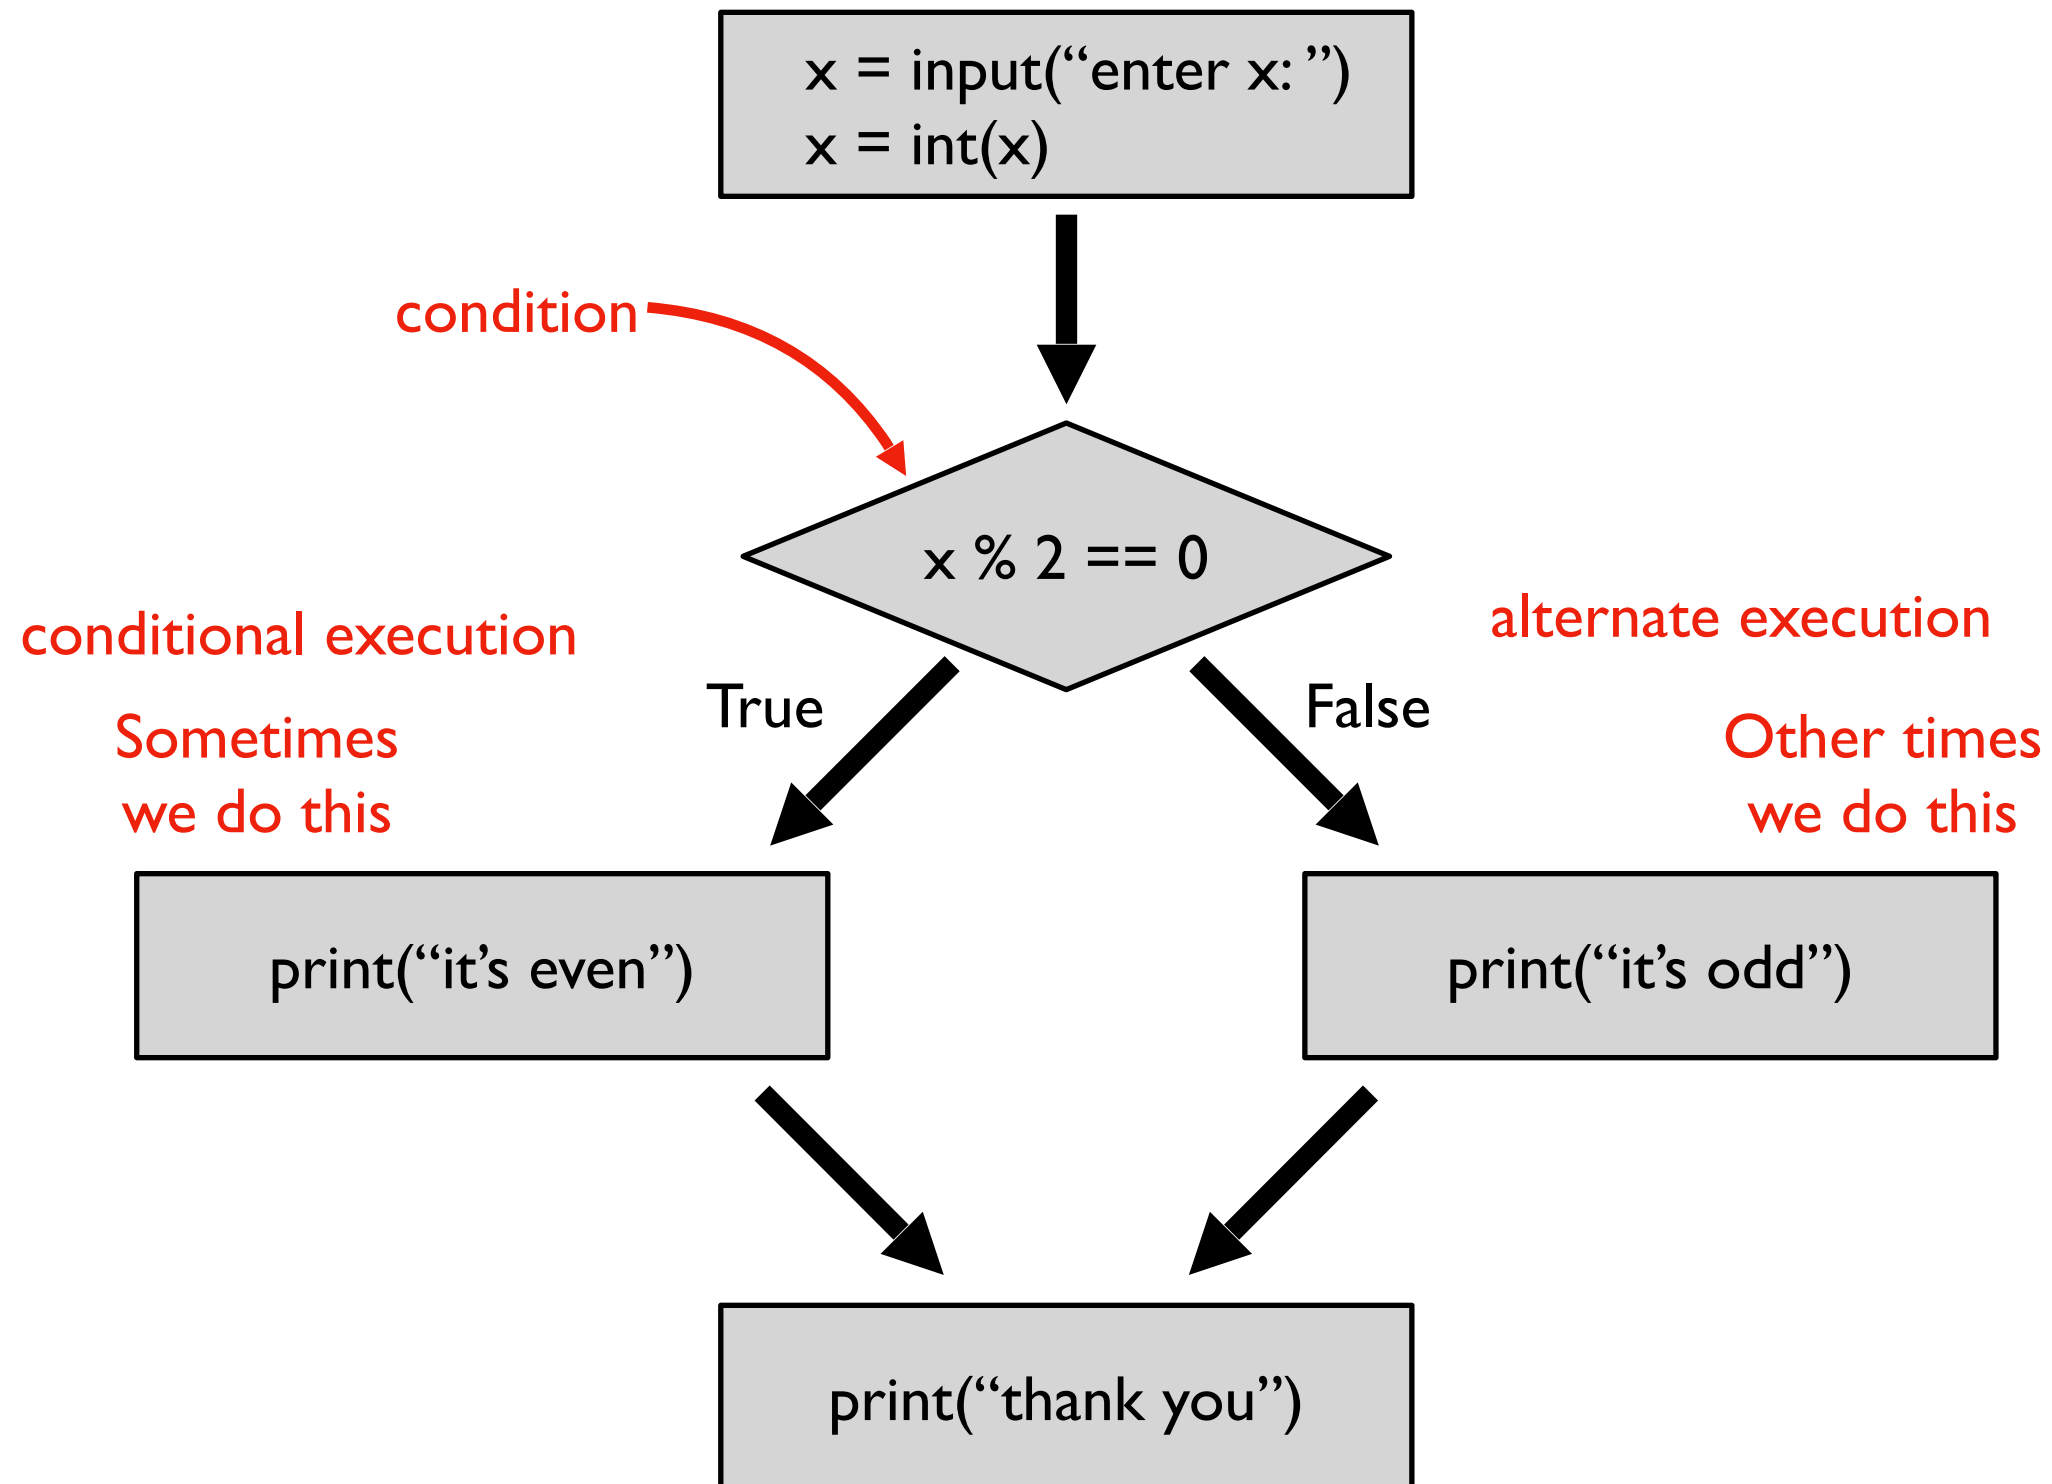 x = input(“enter x: ”)
x = int(x)
condition
x % 2 == 0
conditional execution
alternate execution
True
False
Sometimes
we do this
Other times
we do this
print(“it’s even”)
print(“it’s odd”)
print(“thank you”)